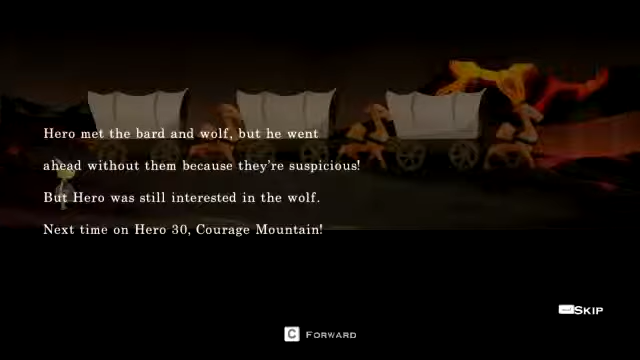 Hero met the bard and wolf, but he went
ahead without them because they're suspicious!
But Hero was still interested in the wolf.
Next time on Hero 30, Courage Mountain!
SKIP
C FORWARD